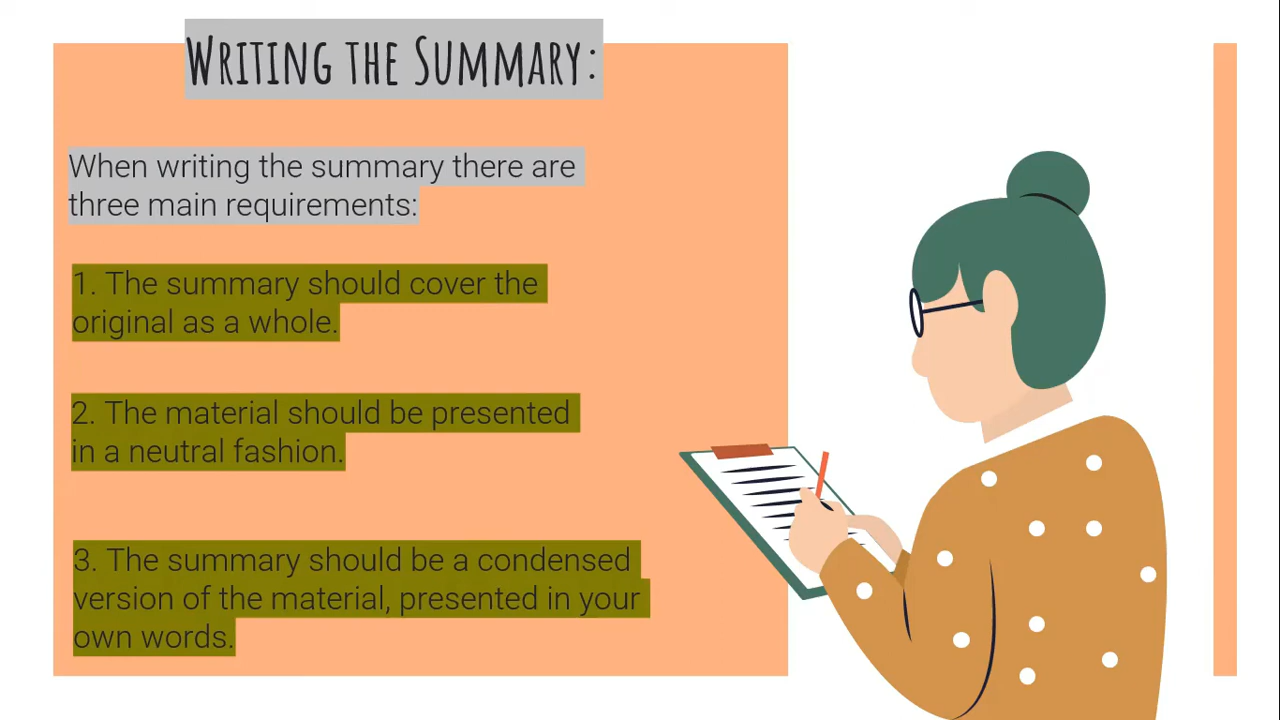 Writing the Summary:
When writing the summary there are
three main requirements:
1. The summary should cover the
original as a whole.
2. The material should be presented
in a neutral fashion.
3. The summary should be a condensed
version of the material, presented in your
own words.